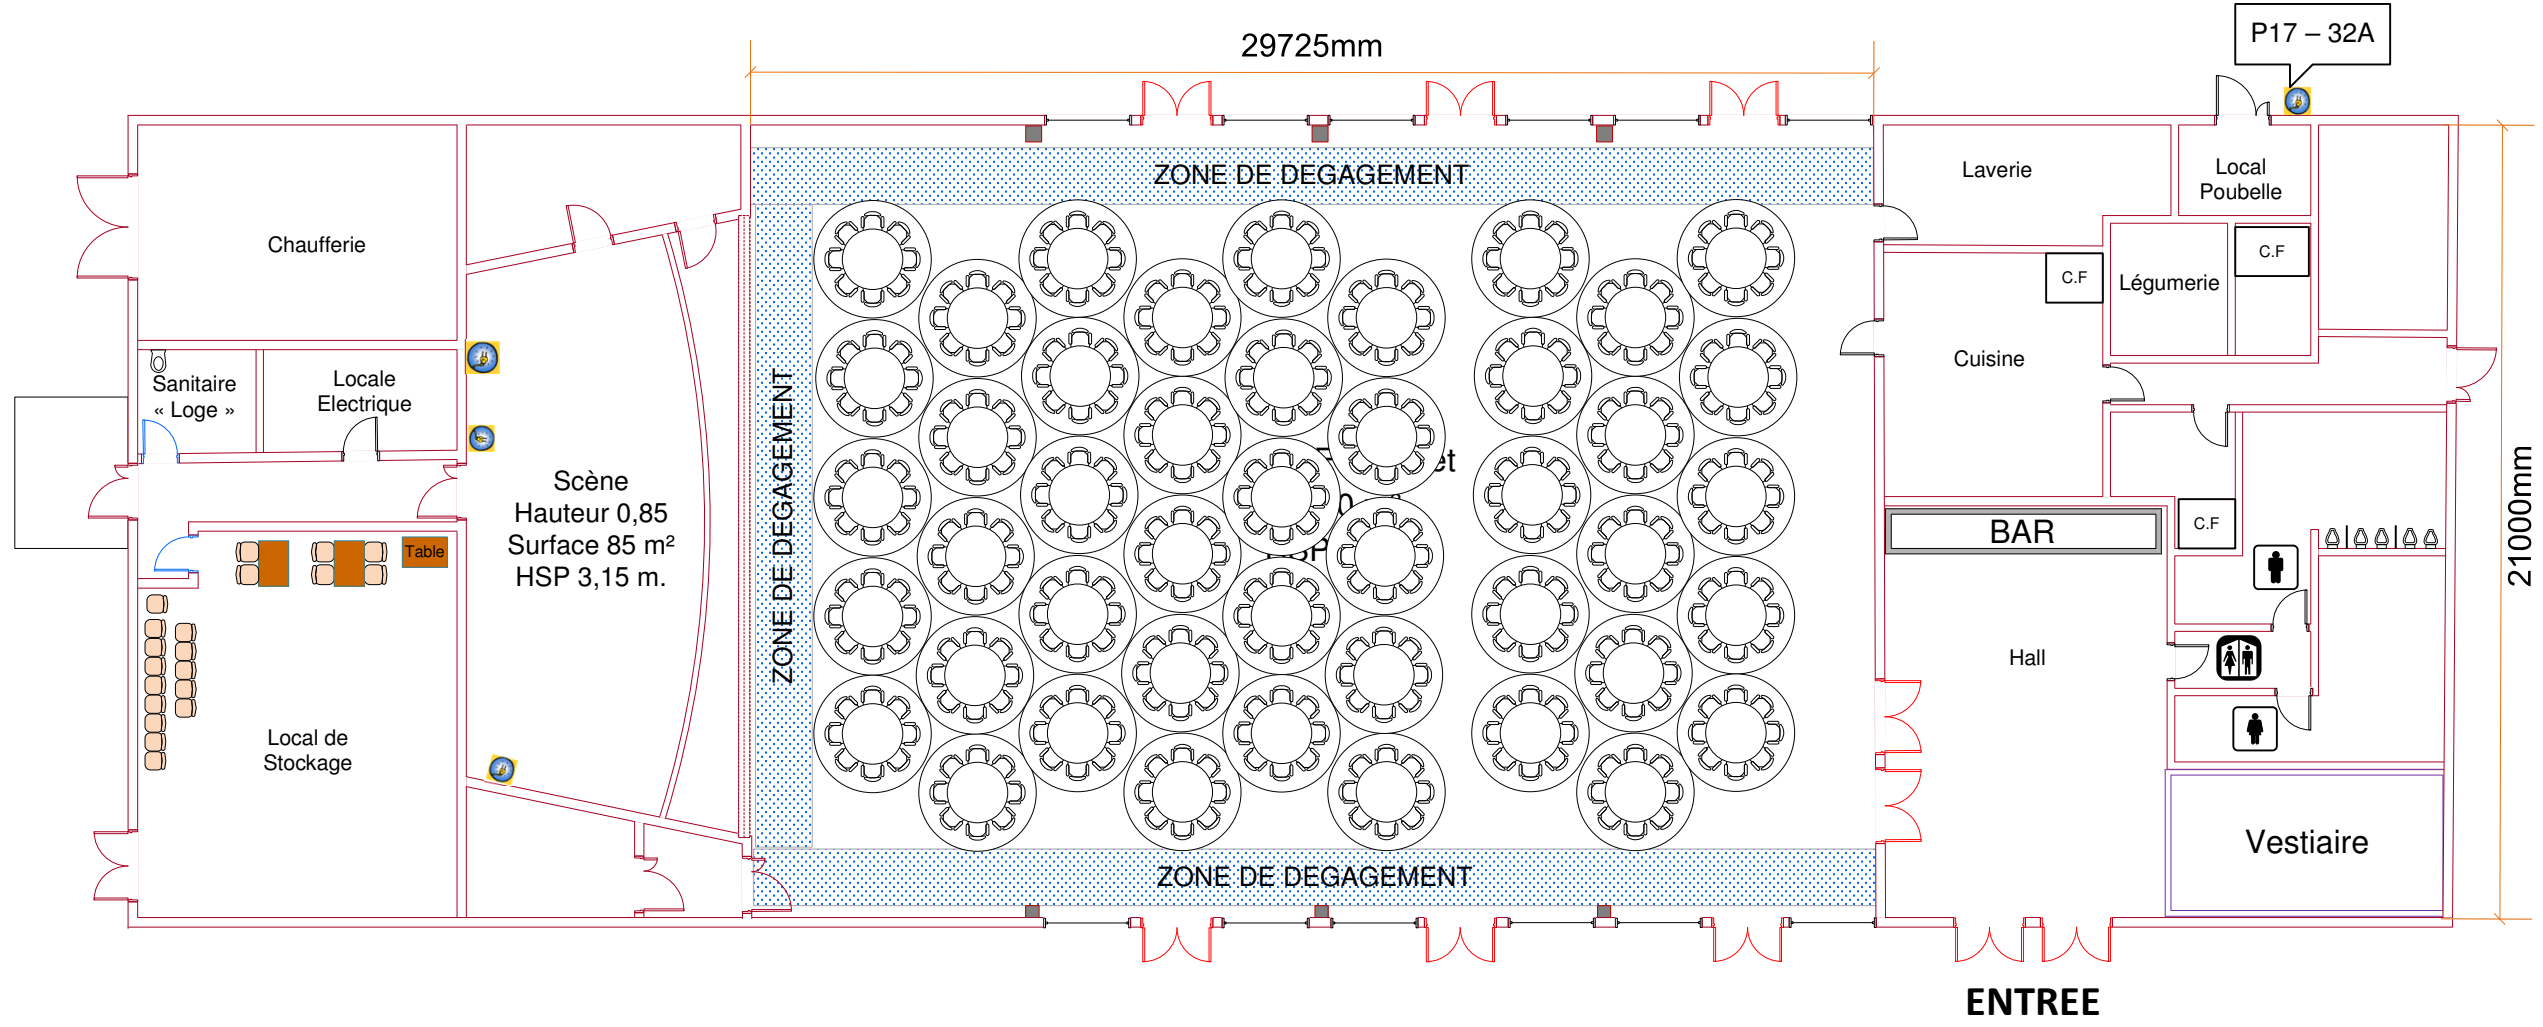 29725mm
P17 – 32A
ZONE DE DEGAGEMENT
Laverie
Local
Poubelle
Chaufferie
C.F
C.F
Légumerie
Cuisine
Sanitaire
« Loge »
Locale
Electrique
ZONE DE DEGAGEMENT
Scène
Hauteur 0,85
Surface 85 m²
HSP 3,15 m.
et
HSP
21000mm
C.F
BAR
Table
Hall
Local de
Stockage
Vestiaire
ZONE DE DEGAGEMENT
ENTREE